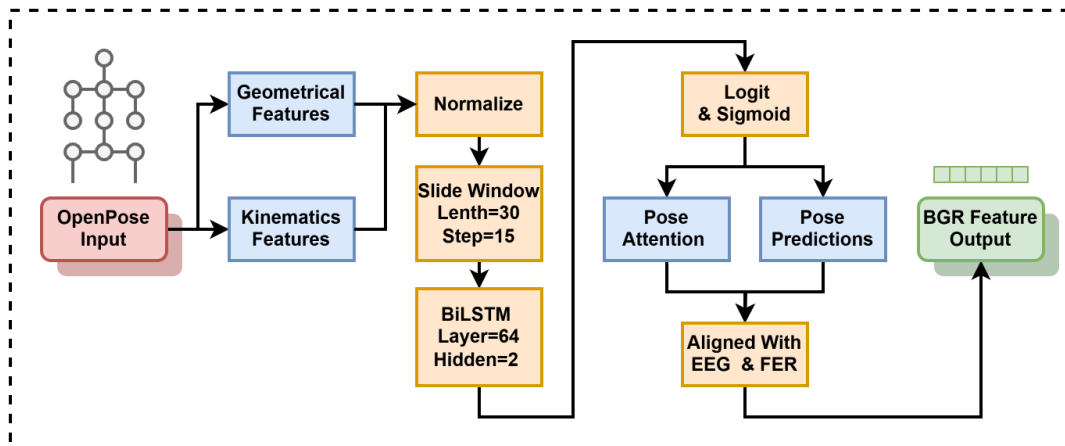 OpenPose
Input
Geometrical
Features
Kinematics
Features
Normalize
Slide Window
Lenth=30
Step=15
BiLSTM
Layer=64
Hidden=2
Logit
& Sigmoid
Pose
Attention
Pose
Predictions
Aligned With
EEG & FER
BGR Feature
Output